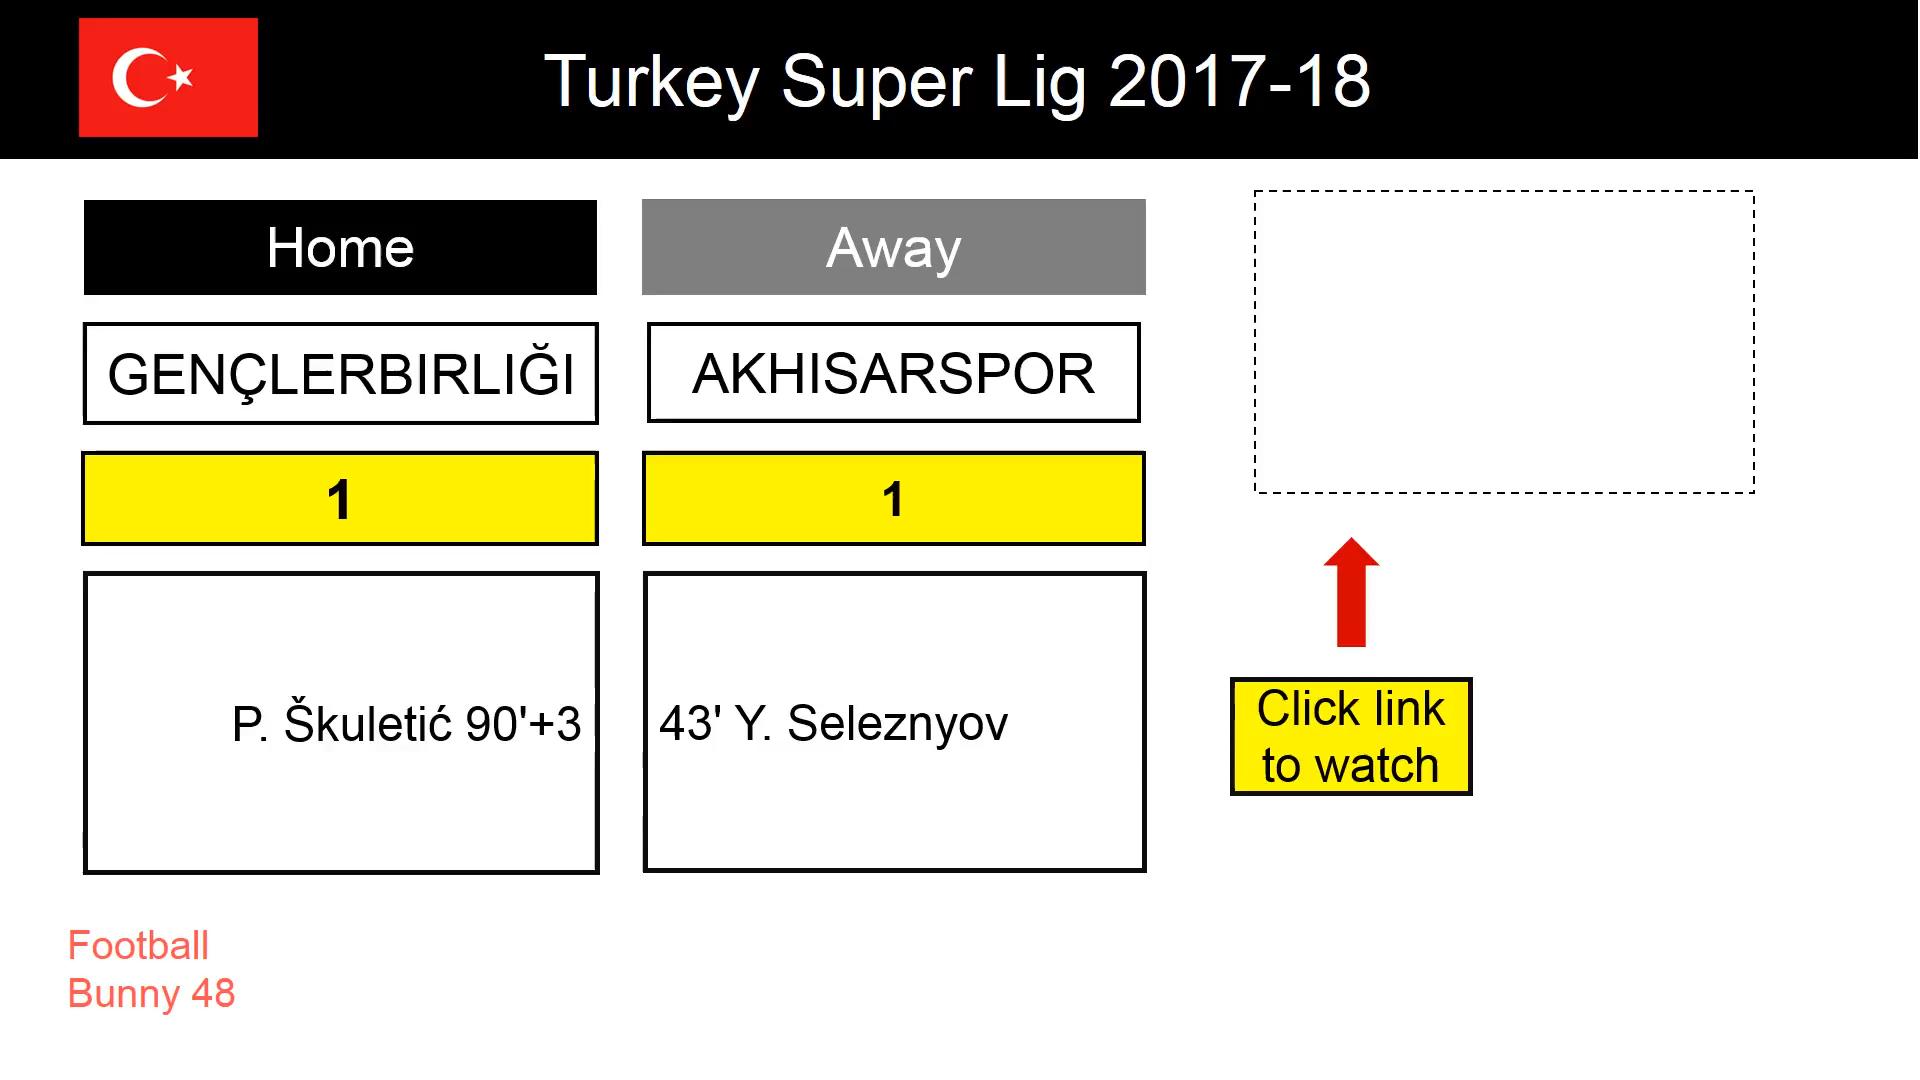 Turkey Super Lig 2017-18
Home
Away
GENÇLERBIRLIĞI
AKHISARSPOR
1
1
P. Škuletić 90'+3
43' Y. Seleznyov
Click link
to watch
Football
Bunny 48